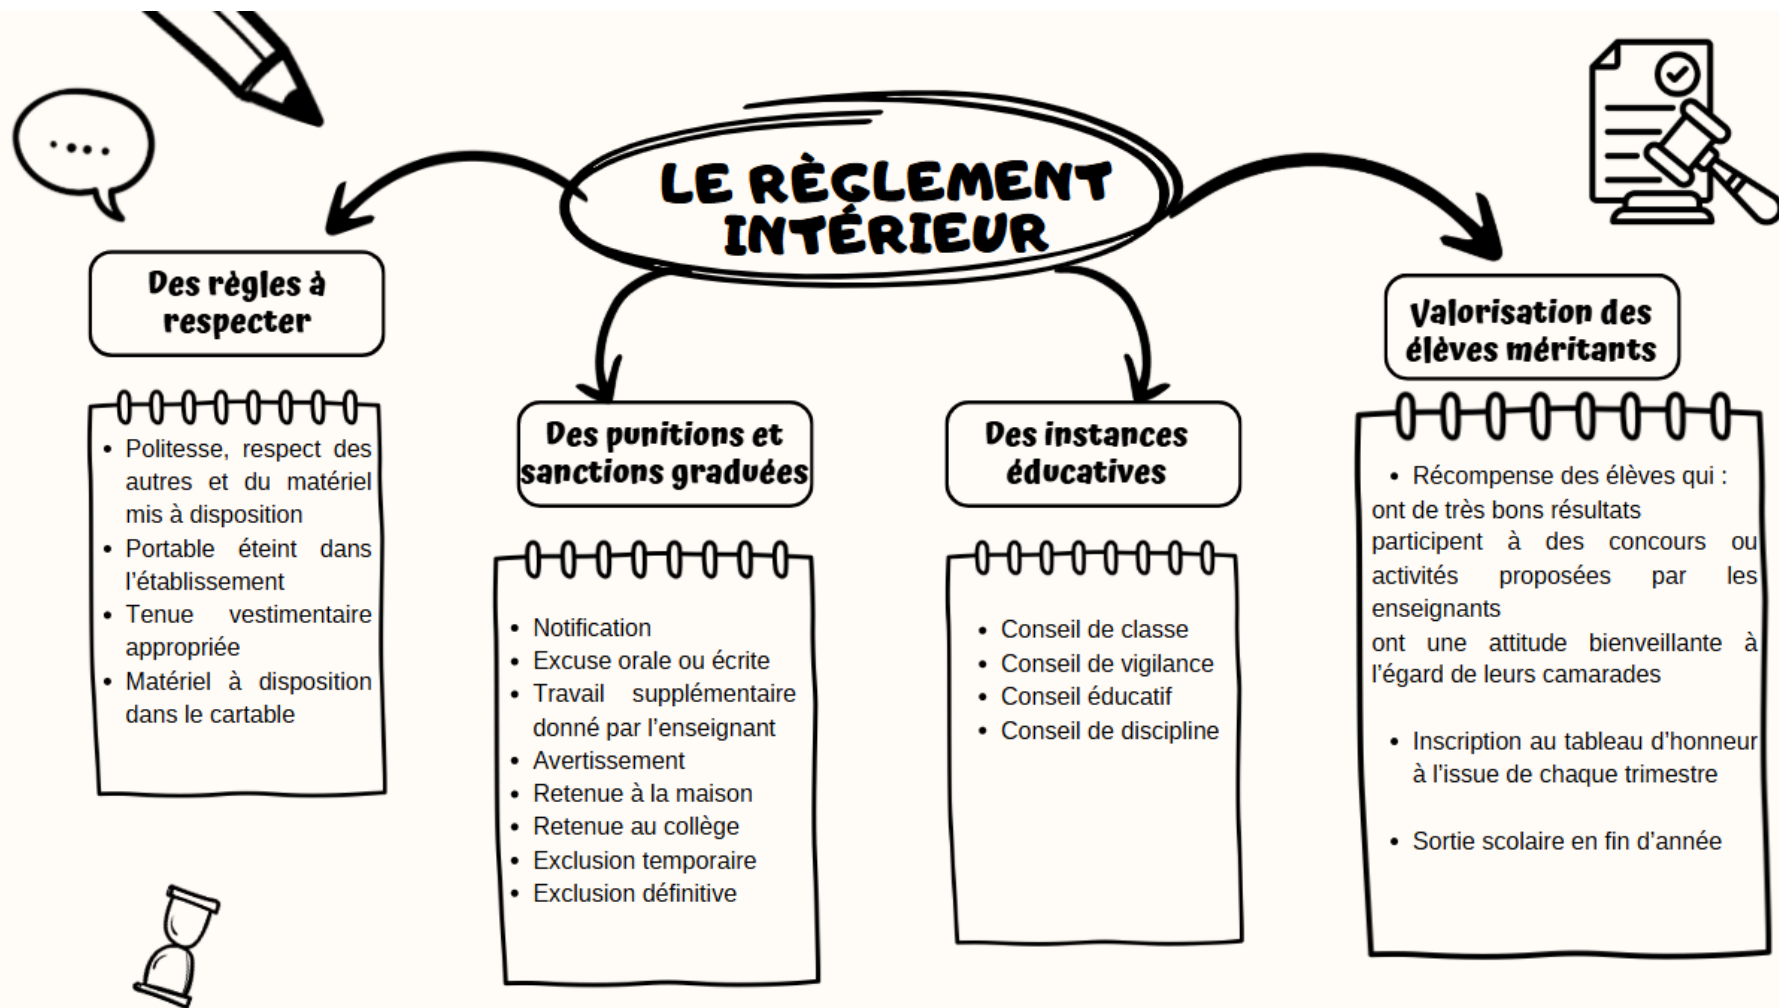 LE RÈGLEMENT
INTÉRIEUR
Des règles à
respecter
• Politesse, respect des
autres et du matériel
mis à disposition
• Portable éteint dans
l'établissement
• Tenue vestimentaire
appropriée
• Matériel à disposition
dans le cartable
Des punitions et
sanctions graduées
• Notification
• Excuse orale ou écrite
• Travail supplémentaire
donné par l'enseignant
• Avertissement
• Retenue à la maison
• Retenue au collège
• Exclusion temporaire
• Exclusion définitive
Des instances
éducatives
• Conseil de classe
• Conseil de vigilance
• Conseil éducatif
• Conseil de discipline
Valorisation des
élèves méritants
• Récompense des élèves qui :
ont de très bons résultats
participent à des concours ou
activités proposées par les
enseignants
ont une attitude bienveillante à
l'égard de leurs camarades
• Inscription au tableau d'honneur
à l'issue de chaque trimestre
• Sortie scolaire en fin d'année